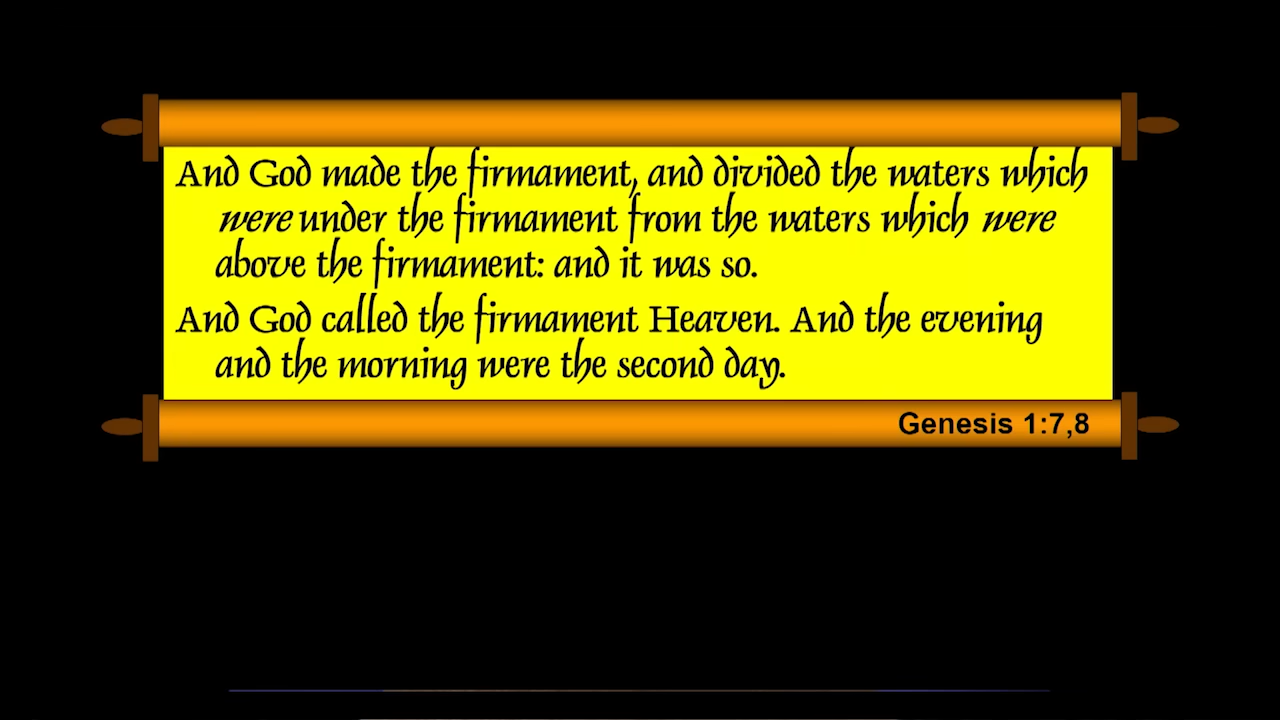 And God made the firmament, and divided the waters which
were under the firmament from the waters which were
above the firmament: and it was so.
And God called the firmament Heaven. And the evening
and the morning were the second day.
Genesis 1:7,8